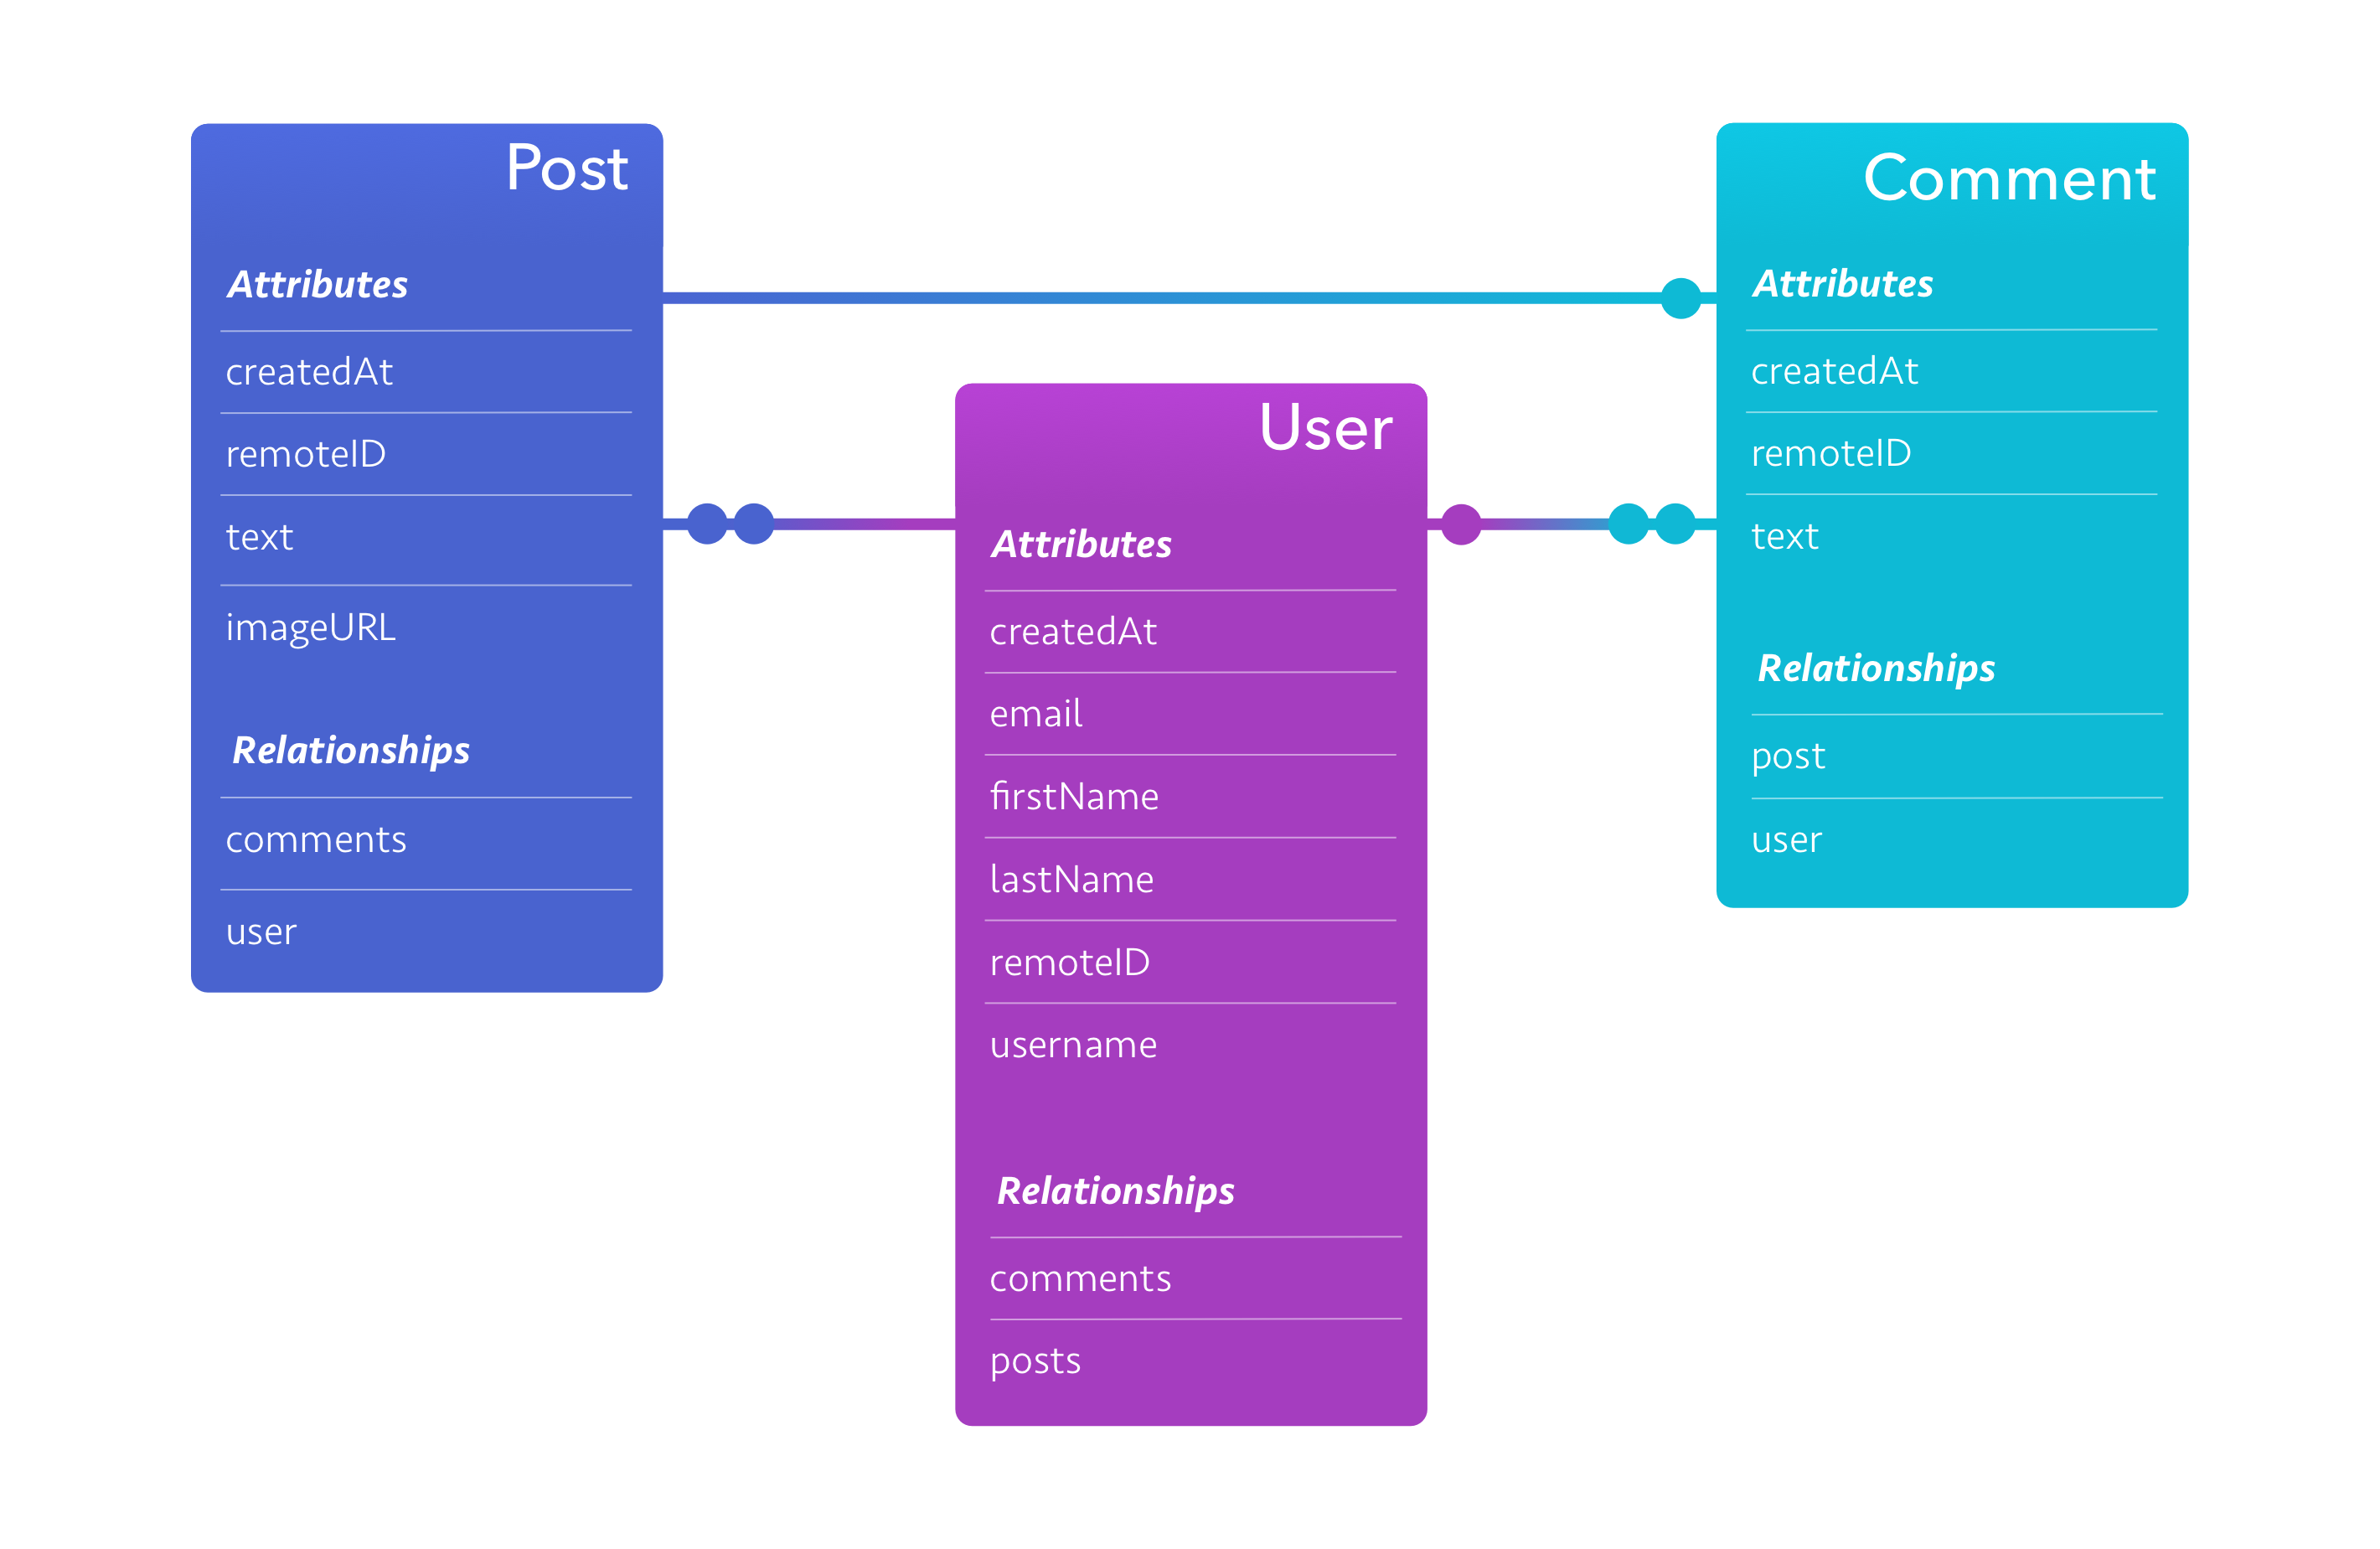 Post
Attributes
createdAt
remoteID
text
imageURL
Relationships
comments
user
User
Attributes
createdAt
email
firstName
lastName
remoteID
username
Relationships
comments
posts
Comment
Attributes
createdAt
remoteID
text
Relationships
post
user